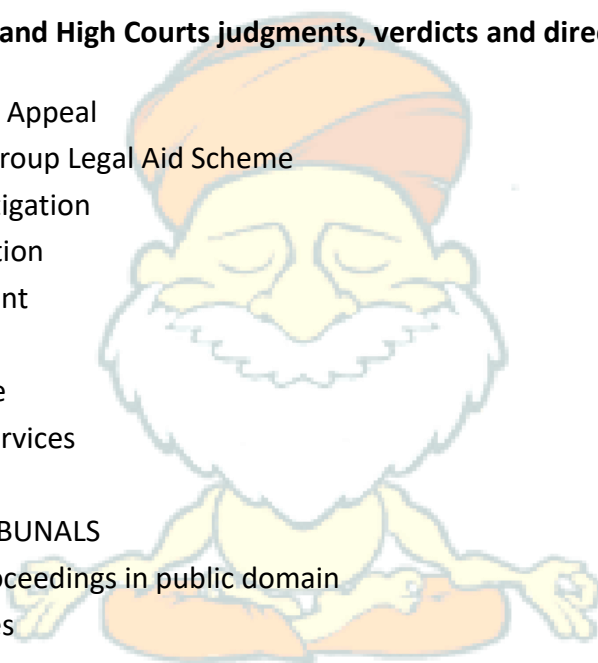 and High Courts judgments, verdicts and direc
Appeal
roup Legal Aid Scheme
tigation
tion
nt
e
rvices
BUNALS
oceedings in public domain
es